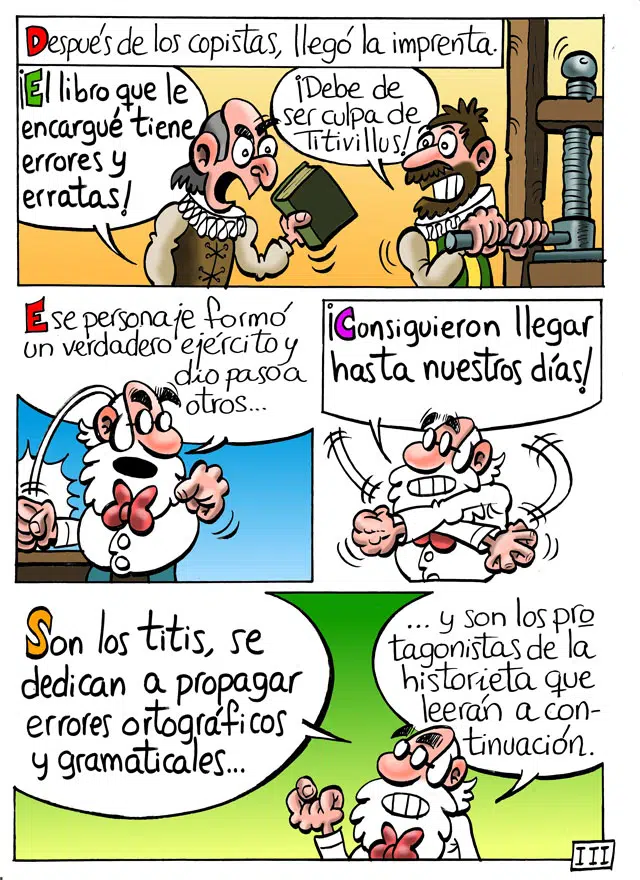 Después de los copistas, llegó la imprenta.
¡El libro que le
encargué tiene
errores y
erratas!
¡Debe de
ser culpa de
Titivillus!
Ese personaje formó
un verdadero ejército y
dio paso a
otros...
¡Consiguieron llegar
hasta nuestros días!
Son los titis, se
dedican a propagar
errores ortográficos
y gramaticales...
... y son los pro
tagonistas de la
historieta que
leerán a con-
tinuación.
III